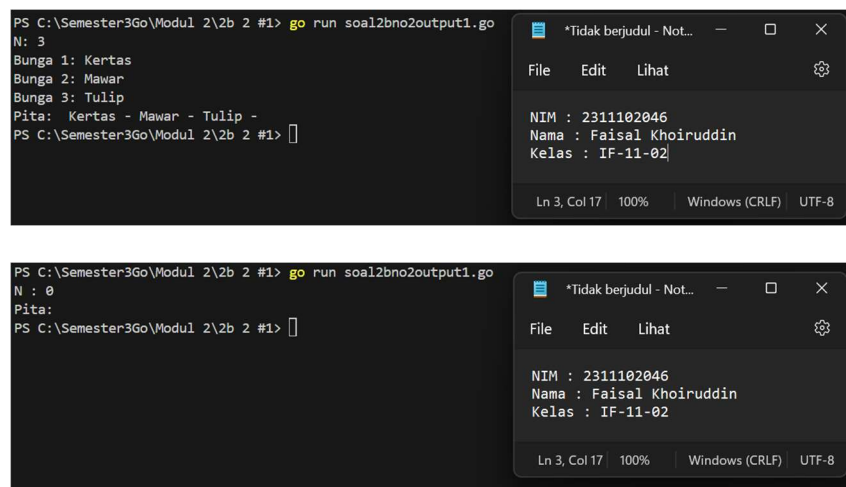 PS C:\Semester3Go\Modul 2\2b 2 #1> go run soal2bno2output1.go
N: 3
Bunga 1: Kertas
Bunga 2: Mawar
Bunga 3: Tulip
Pita:  Kertas - Mawar - Tulip -
PS C:\Semester3Go\Modul 2\2b 2 #1>
*Tidak berjudul - Not...
File Edit Lihat
NIM : 2311102046
Nama : Faisal Khoiruddin
Kelas : IF-11-02
Ln 3, Col 17 100% Windows (CRLF) UTF-8
PS C:\Semester3Go\Modul 2\2b 2 #1> go run soal2bno2output1.go
N : 0
Pita:
PS C:\Semester3Go\Modul 2\2b 2 #1>
*Tidak berjudul - Not...
File Edit Lihat
NIM : 2311102046
Nama : Faisal Khoiruddin
Kelas : IF-11-02
Ln 3, Col 17 100% Windows (CRLF) UTF-8